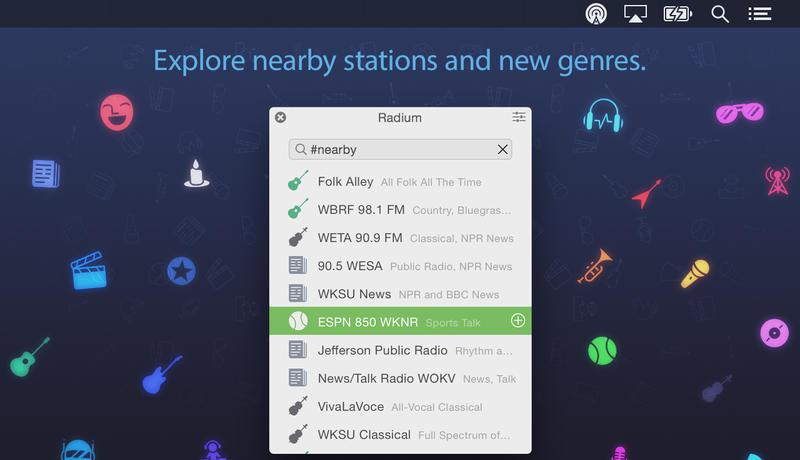 Explore nearby stations and new genres.
Radium
#nearby
Folk Alley All Folk All The Time
WBRF 98.1 FM Country, Bluegras...
WETA 90.9 FM Classical, NPR News
90.5 WESA Public Radio, NPR News
WKSU News NPR and BBC News
ESPN 850 WKNR Sports Talk
Jefferson Public Radio Rhythm a...
News/Talk Radio WOKV News, Talk
VivaLaVoce All-Vocal Classical
WKSU Classical Full Spectrum of...